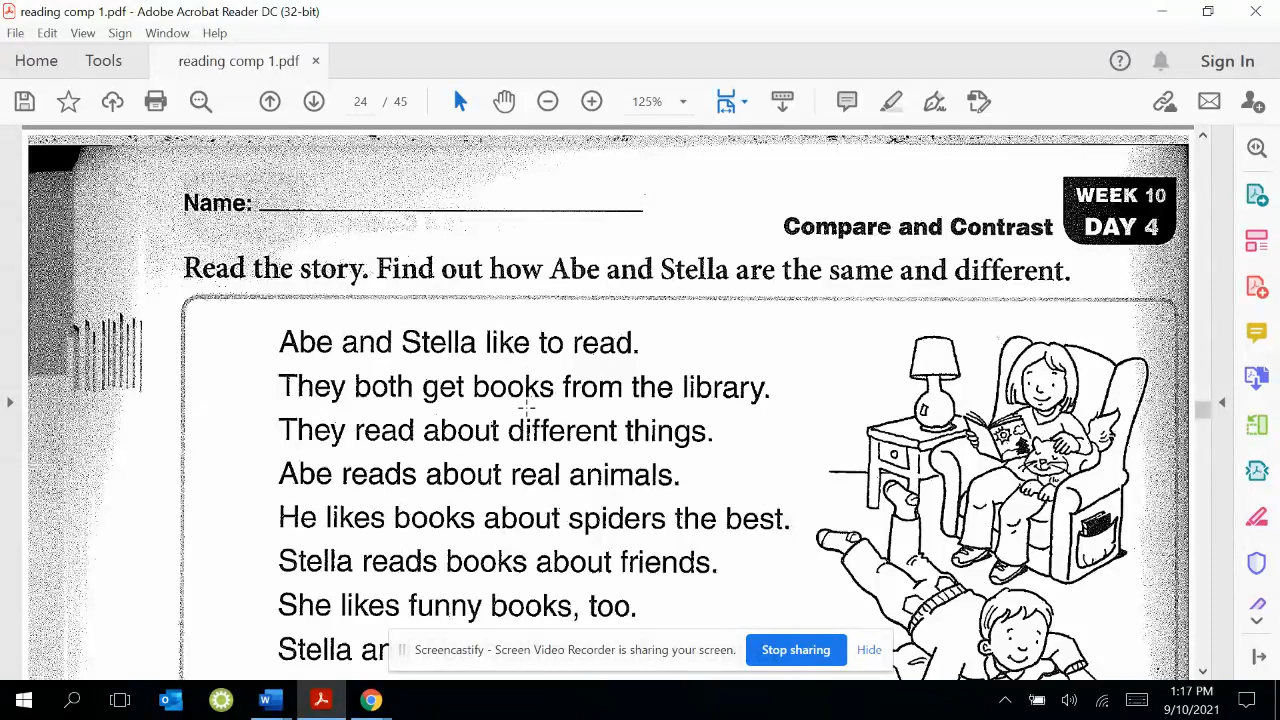 reading comp 1.pdf - Adobe Acrobat Reader DC (32-bit)
File Edit View Sign Window Help
Home Tools reading comp 1.pdf × Sign In
24 / 45 125%
Name:
WEEK 10
DAY 4
Compare and Contrast
Read the story. Find out how Abe and Stella are the same and different.
Abe and Stella like to read.
They both get books from the library.
They read about different things.
Abe reads about real animals.
He likes books about spiders the best.
Stella reads books about friends.
She likes funny books, too.
Stella
Screencastify - Screen Video Recorder is sharing your screen. Stop sharing Hide
1:17 PM
9/10/2021